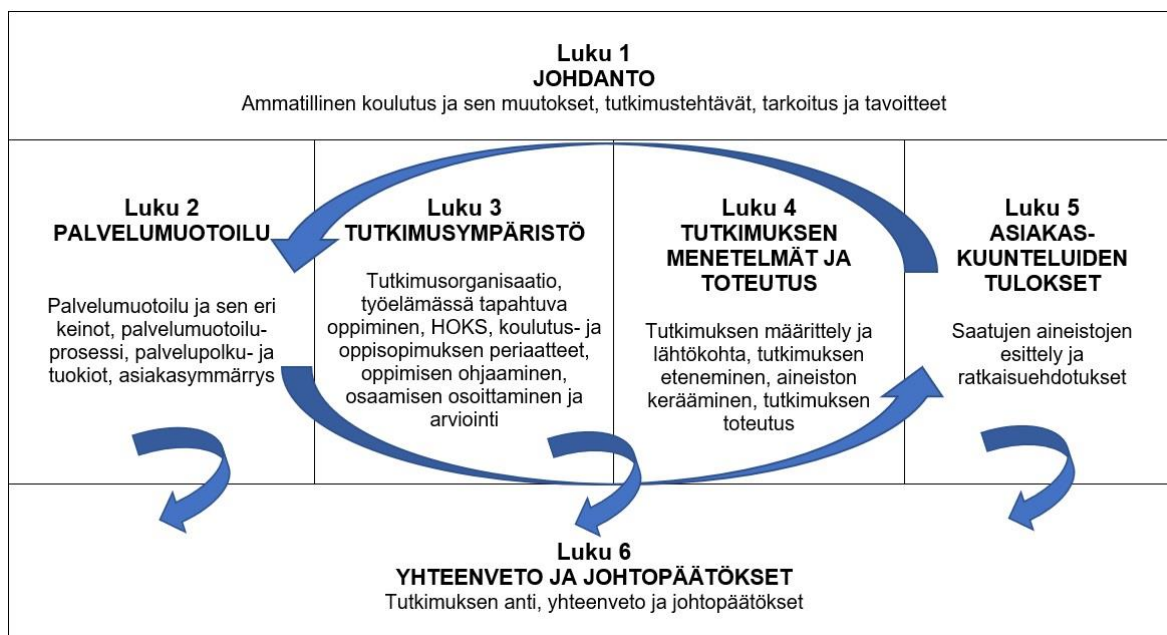 Luku 1
JOHDANTO
Ammatillinen koulutus ja sen muutokset, tutkimustehtävät, tarkoitus ja tavoitteet
Luku 2
PALVELUMUOTOILU
Palvelumuotoilu ja sen eri
keinot, palvelumuotoilu-
prosessi, palvelupolku- ja
tuokiot, asiakasymmärrys
Luku 3
TUTKIMUSYMPÄRISTÖ
Tutkimusorganisaatio,
työelämässä tapahtuva
oppiminen, HOKS, koulutus- ja
oppisopimuksen periaatteet,
oppimisen ohjaaminen,
osaamisen osoittaminen ja
arviointi
Luku 4
TUTKIMUKSEN
MENETELMÄT JA
TOTEUTUS
Tutkimuksen määrittely ja
lähtökohta, tutkimuksen
eteneminen, aineiston
kerääminen, tutkimuksen
toteutus
Luku 5
ASIAKAS-
KUUNTELUIDEN
TULOKSET
Saatujen aineistojen
esittely ja
ratkaisuehdotukset
Luku 6
YHTEENVETO JA JOHTOPÄÄTÖKSET
Tutkimuksen anti, yhteenveto ja johtopäätökset